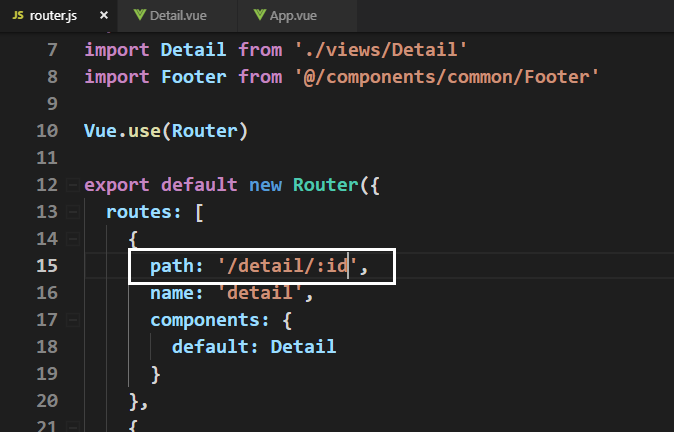 JS router.js × Detail.vue App.vue
7 import Detail from './views/Detail'
8 import Footer from '@/components/common/Footer'
9
10 Vue.use(Router)
11
12 export default new Router({
13 routes: [
14 {
15 path: '/detail/:id',
16 name: 'detail',
17 components: {
18 default: Detail
19 }
20 },
21 {